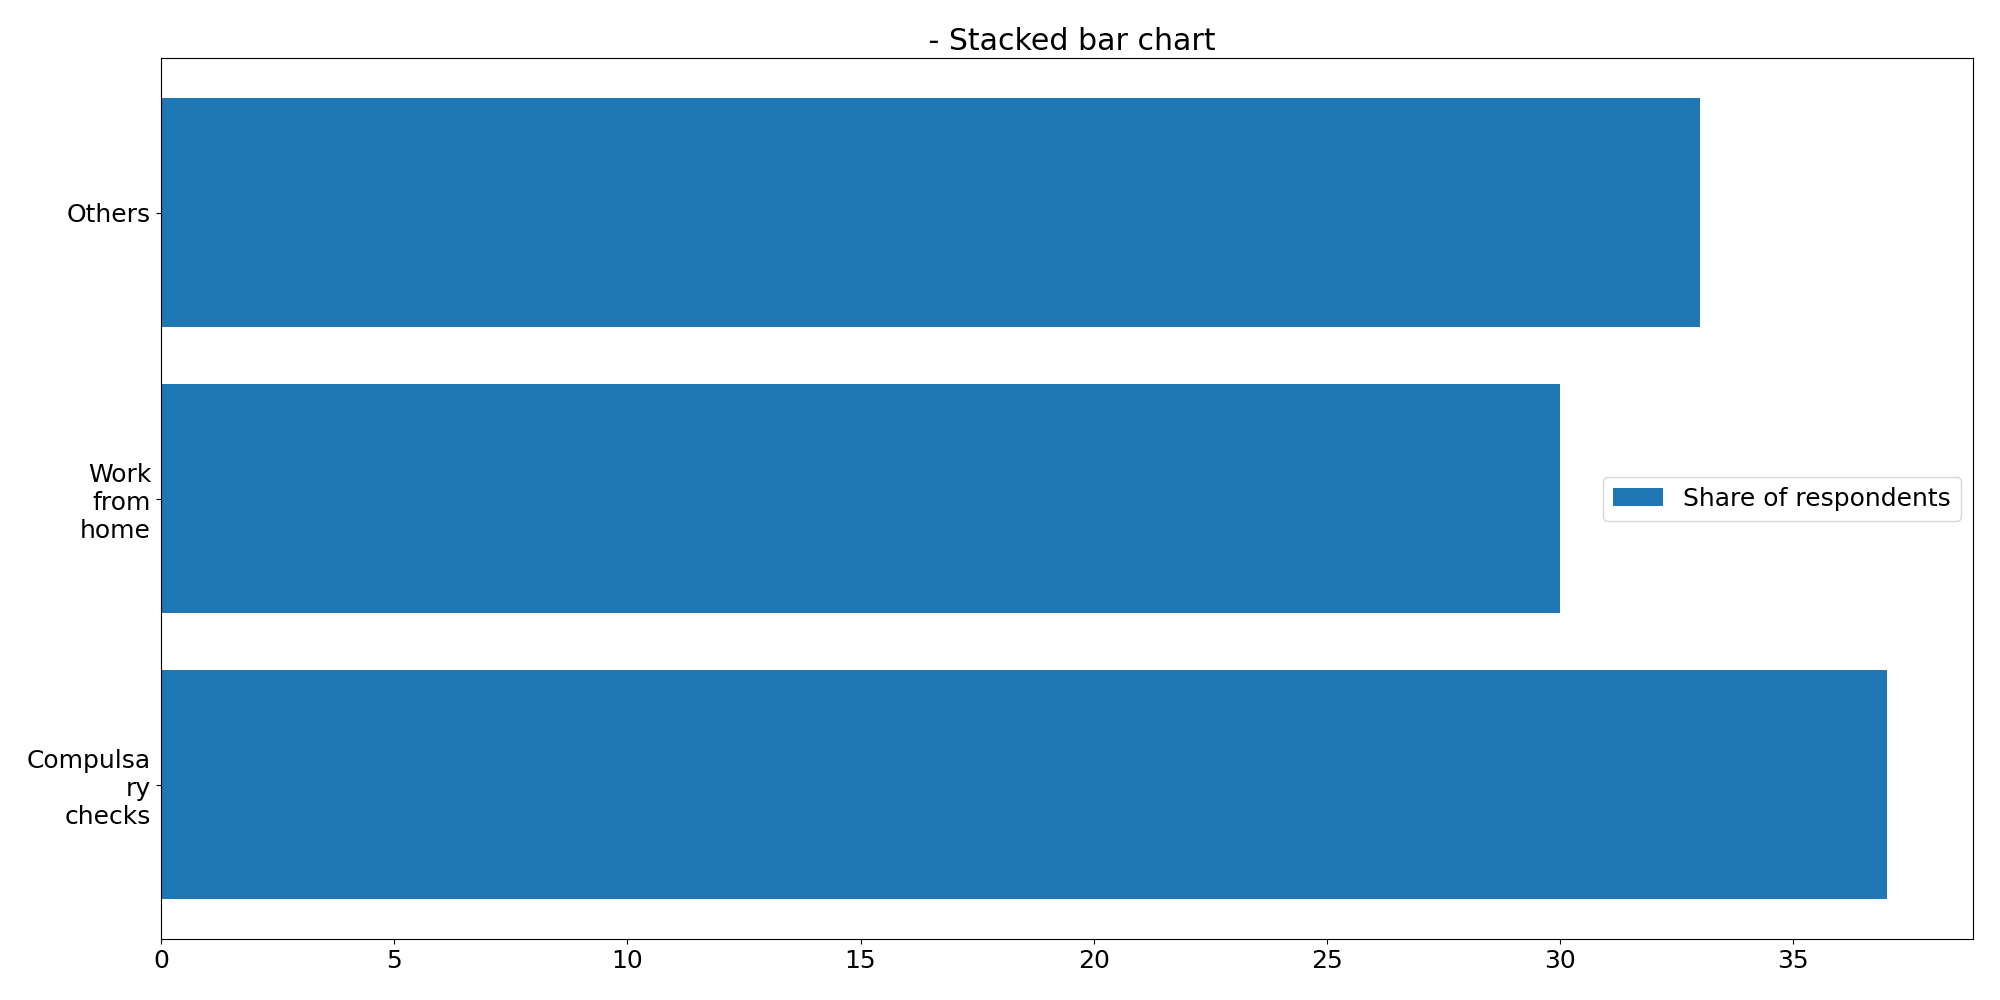 - Stacked bar chart
Others
Work
from
home
Share of respondents
Compulsa
ry
checks
0 5 10 15 20 25 30 35